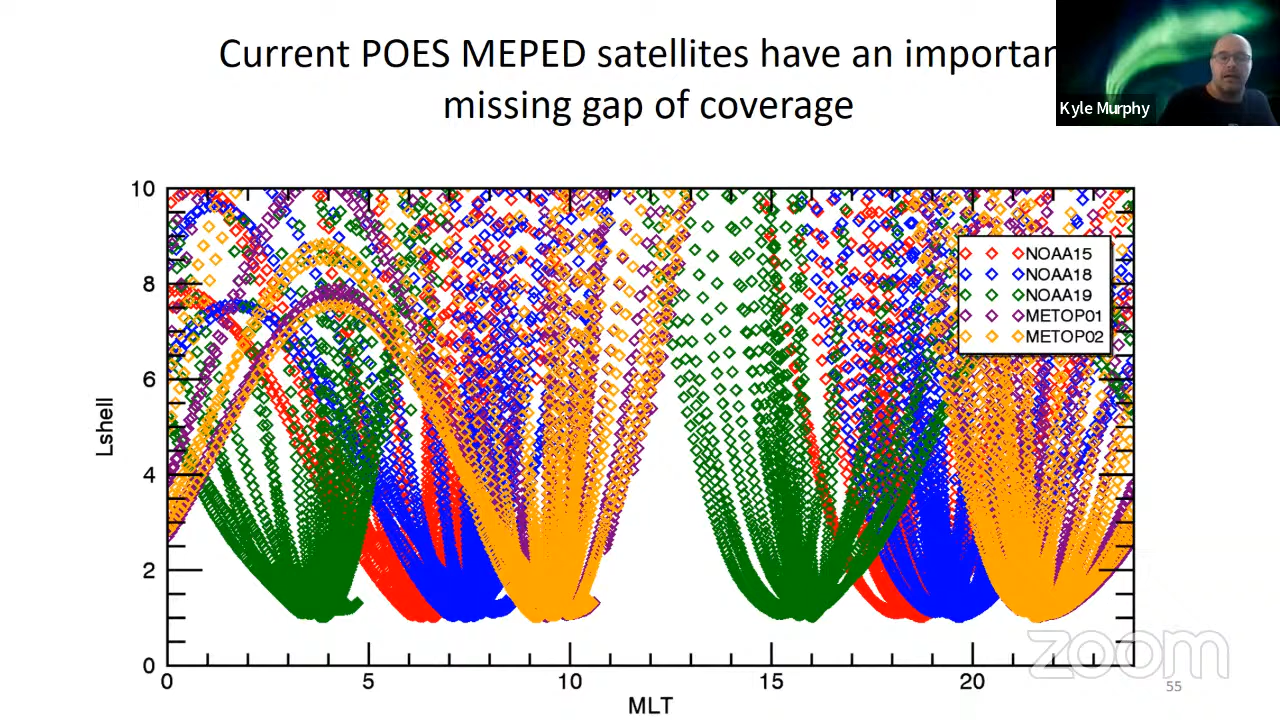 Current POES MEPED satellites have an importan
missing gap of coverage
Kyle Murphy
10
8
6
4
2
0
Lshell
NOAA15
NOAA18
NOAA19
METOP01
METOP02
0 5 10 15 20
MLT
zoom
55